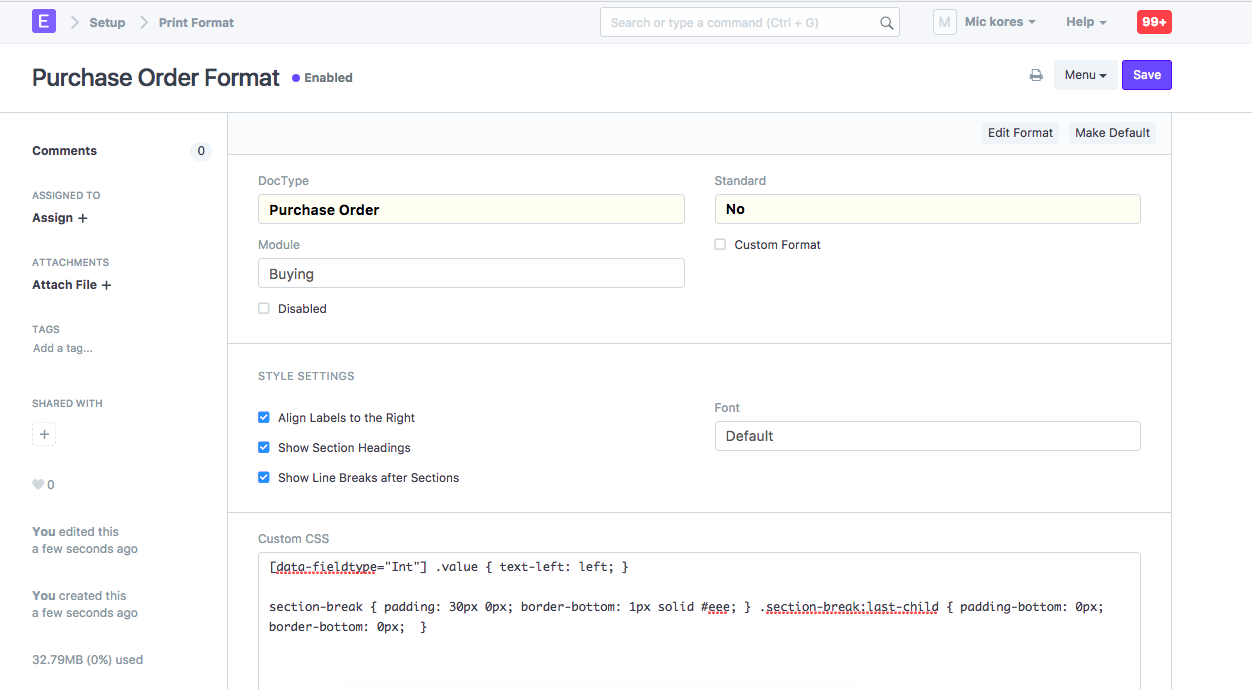 E Setup Print Format Search or type a command (Ctrl + G) M Mic kores Help 99+
Purchase Order Format Enabled Menu Save
Edit Format Make Default
Comments 0
ASSIGNED TO
Assign +
ATTACHMENTS
Attach File +
TAGS
Add a tag...
SHARED WITH
+
0
You edited this
a few seconds ago
You created this
a few seconds ago
32.79MB (0%) used
DocType
Purchase Order
Module
Buying
Disabled
Standard
No
Custom Format
STYLE SETTINGS
Align Labels to the Right
Show Section Headings
Show Line Breaks after Sections
Font
Default
Custom CSS
[data-fieldtype="Int"] .value { text-left: left; }
section-break { padding: 30px 0px; border-bottom: 1px solid #eee; } .section-break:last-child { padding-bottom: 0px;
border-bottom: 0px;  }